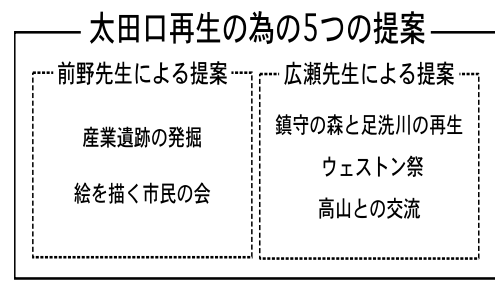 太田口再生の為の5つの提案
前野先生による提案
産業遺跡の発掘
絵を描く市民の会
広瀬先生による提案
鎮守の森と足洗川の再生
ウェストン祭
高山との交流